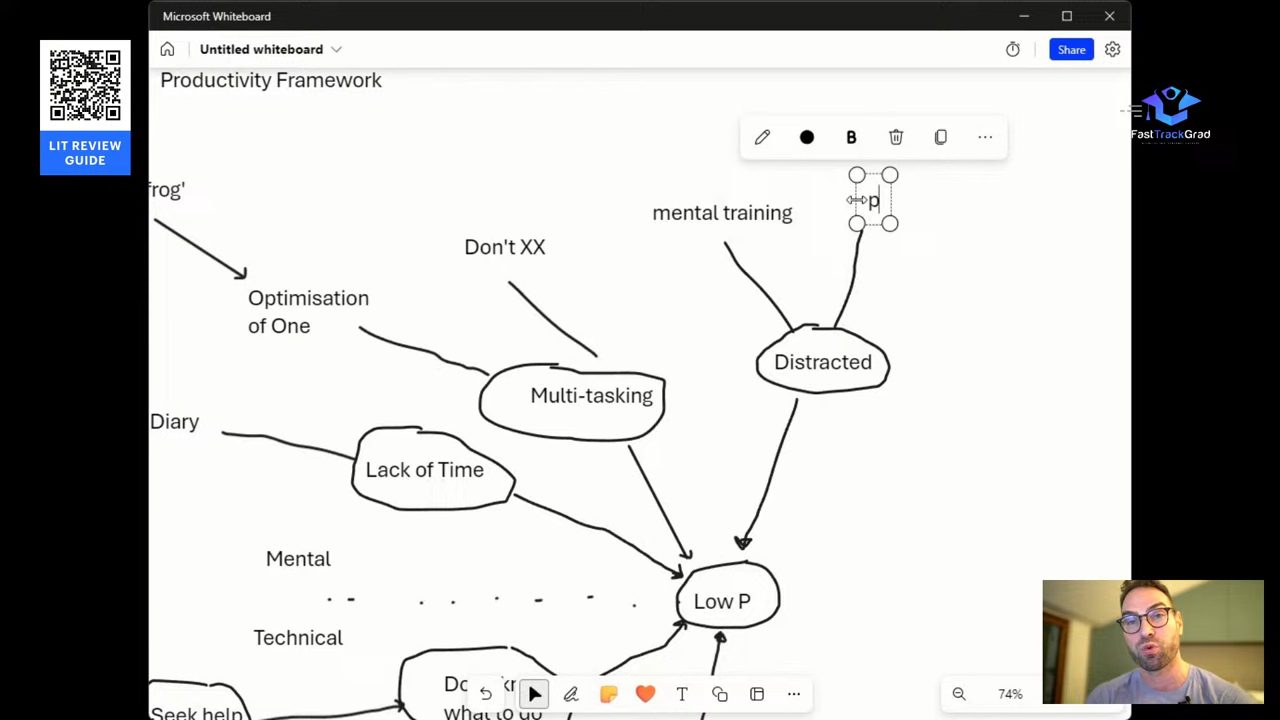 Microsoft Whiteboard
Untitled whiteboard
Share
Productivity Framework
LIT REVIEW
GUIDE
FastTrackGrad
B
frog'
p
mental training
Don't XX
Optimisation
of One
Distracted
Multi-tasking
Diary
Lack of Time
Mental
Low P
Technical
what to do
Seek help
74%